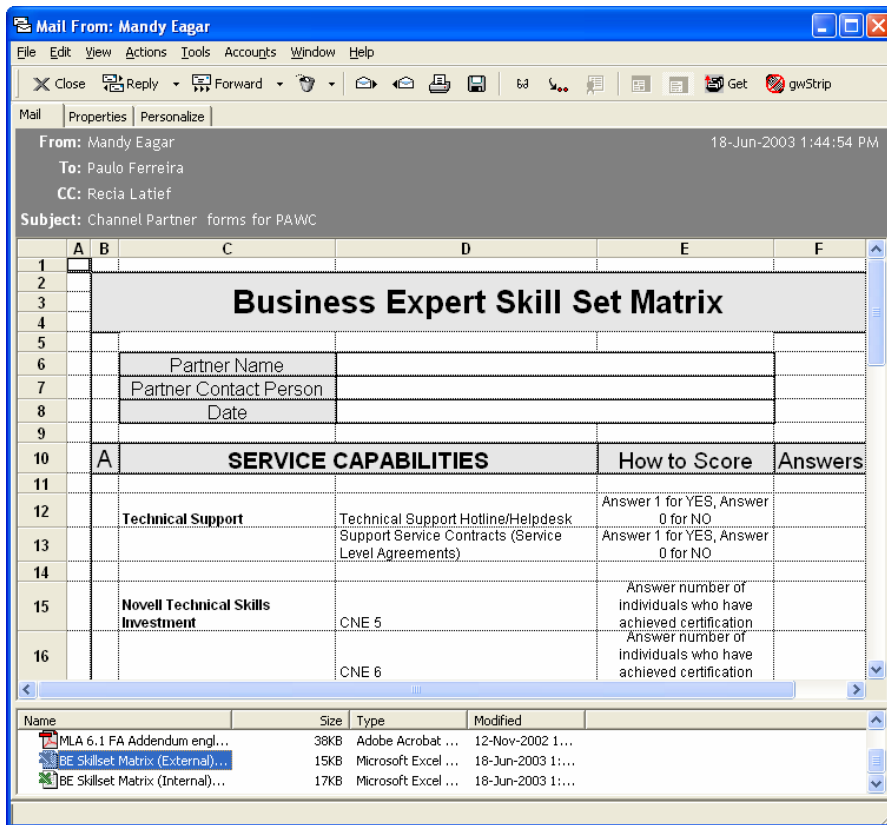 Mail From: Mandy Eagar
File Edit View Actions Tools Accounts Window Help
Close Reply Forward Get gwStrip
Mail Properties Personalize
From: Mandy Eagar 18-Jun-2003 1:44:54 PM
To: Paulo Ferreira
CC: Recia Latief
Subject: Channel Partner forms for PAWC
A B C D E F
1
2
3 Business Expert Skill Set Matrix
4
5
6 Partner Name
7 Partner Contact Person
8 Date
9
10 A SERVICE CAPABILITIES How to Score Answers
11
12 Technical Support Technical Support Hotline/Helpdesk Answer 1 for YES, Answer
0 for NO
13 Support Service Contracts (Service Answer 1 for YES, Answer
Level Agreements) 0 for NO
14
Answer number of
15 Novell Technical Skills individuals who have
Investment CNE 5 achieved certification
Answer number of
16 individuals who have
CNE 6 achieved certification
Name Size Type Modified
MLA 6.1 FA Addendum engl... 38KB Adobe Acrobat ... 12-Nov-2002 1...
BE Skillset Matrix (External)... 15KB Microsoft Excel ... 18-Jun-2003 1:...
BE Skillset Matrix (Internal)... 17KB Microsoft Excel ... 18-Jun-2003 1:...